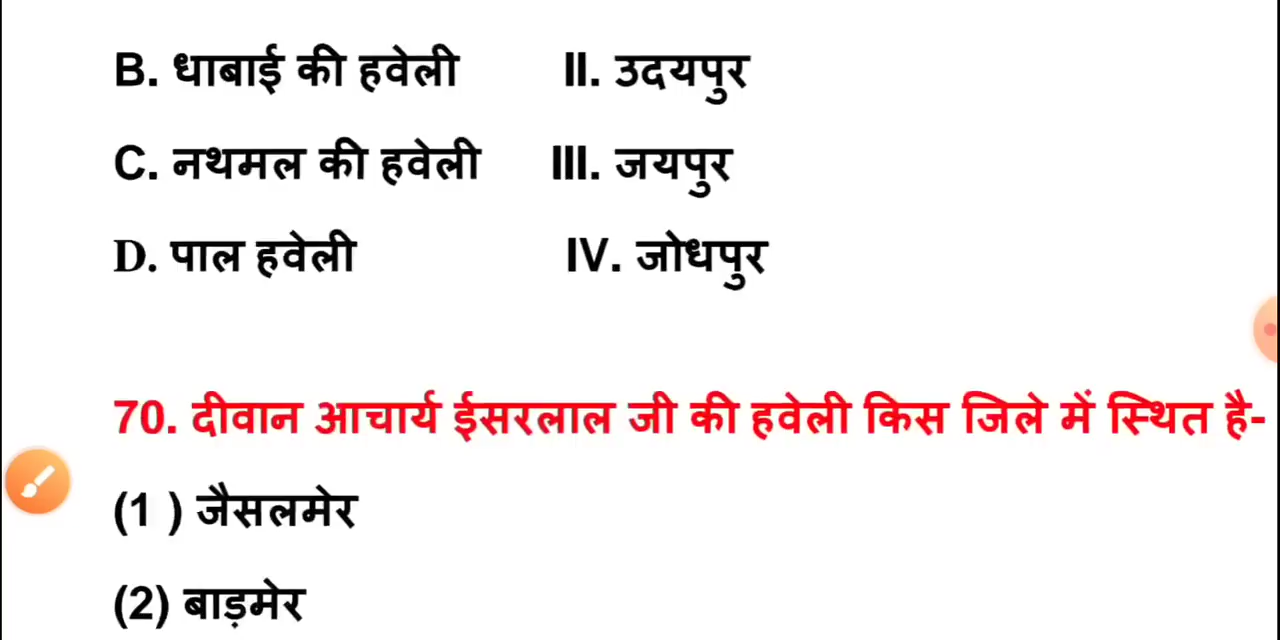 B. धाबाई की हवेली II. उदयपुर
C. नथमल की हवेली III. जयपुर
D. पाल हवेली IV. जोधपुर
70. दीवान आचार्य ईसरलाल जी की हवेली किस जिले में स्थित है-
(1 ) जैसलमेर
(2) बाड़मेर